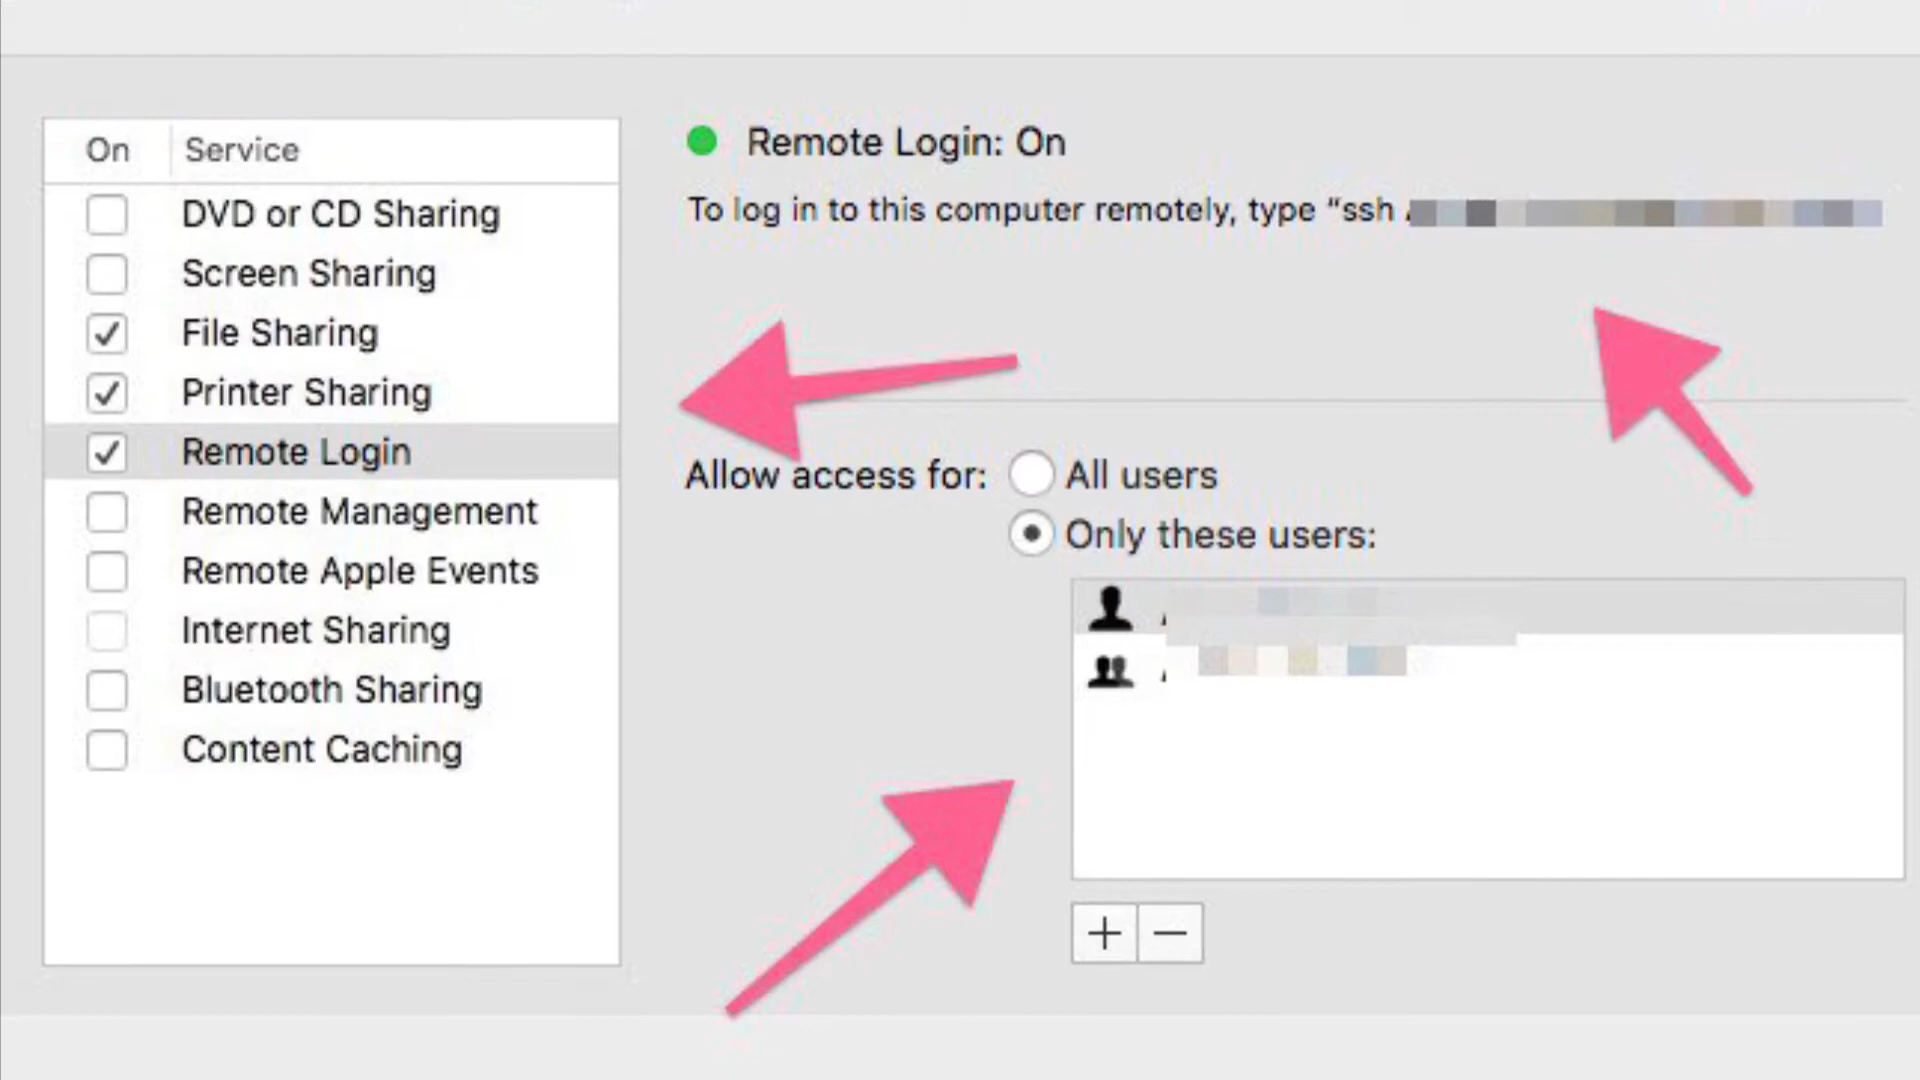 On Service
DVD or CD Sharing
Screen Sharing
File Sharing
Printer Sharing
Remote Login
Remote Management
Remote Apple Events
Internet Sharing
Bluetooth Sharing
Content Caching
Remote Login: On
To log in to this computer remotely, type “ssh
Allow access for: All users
Only these users: